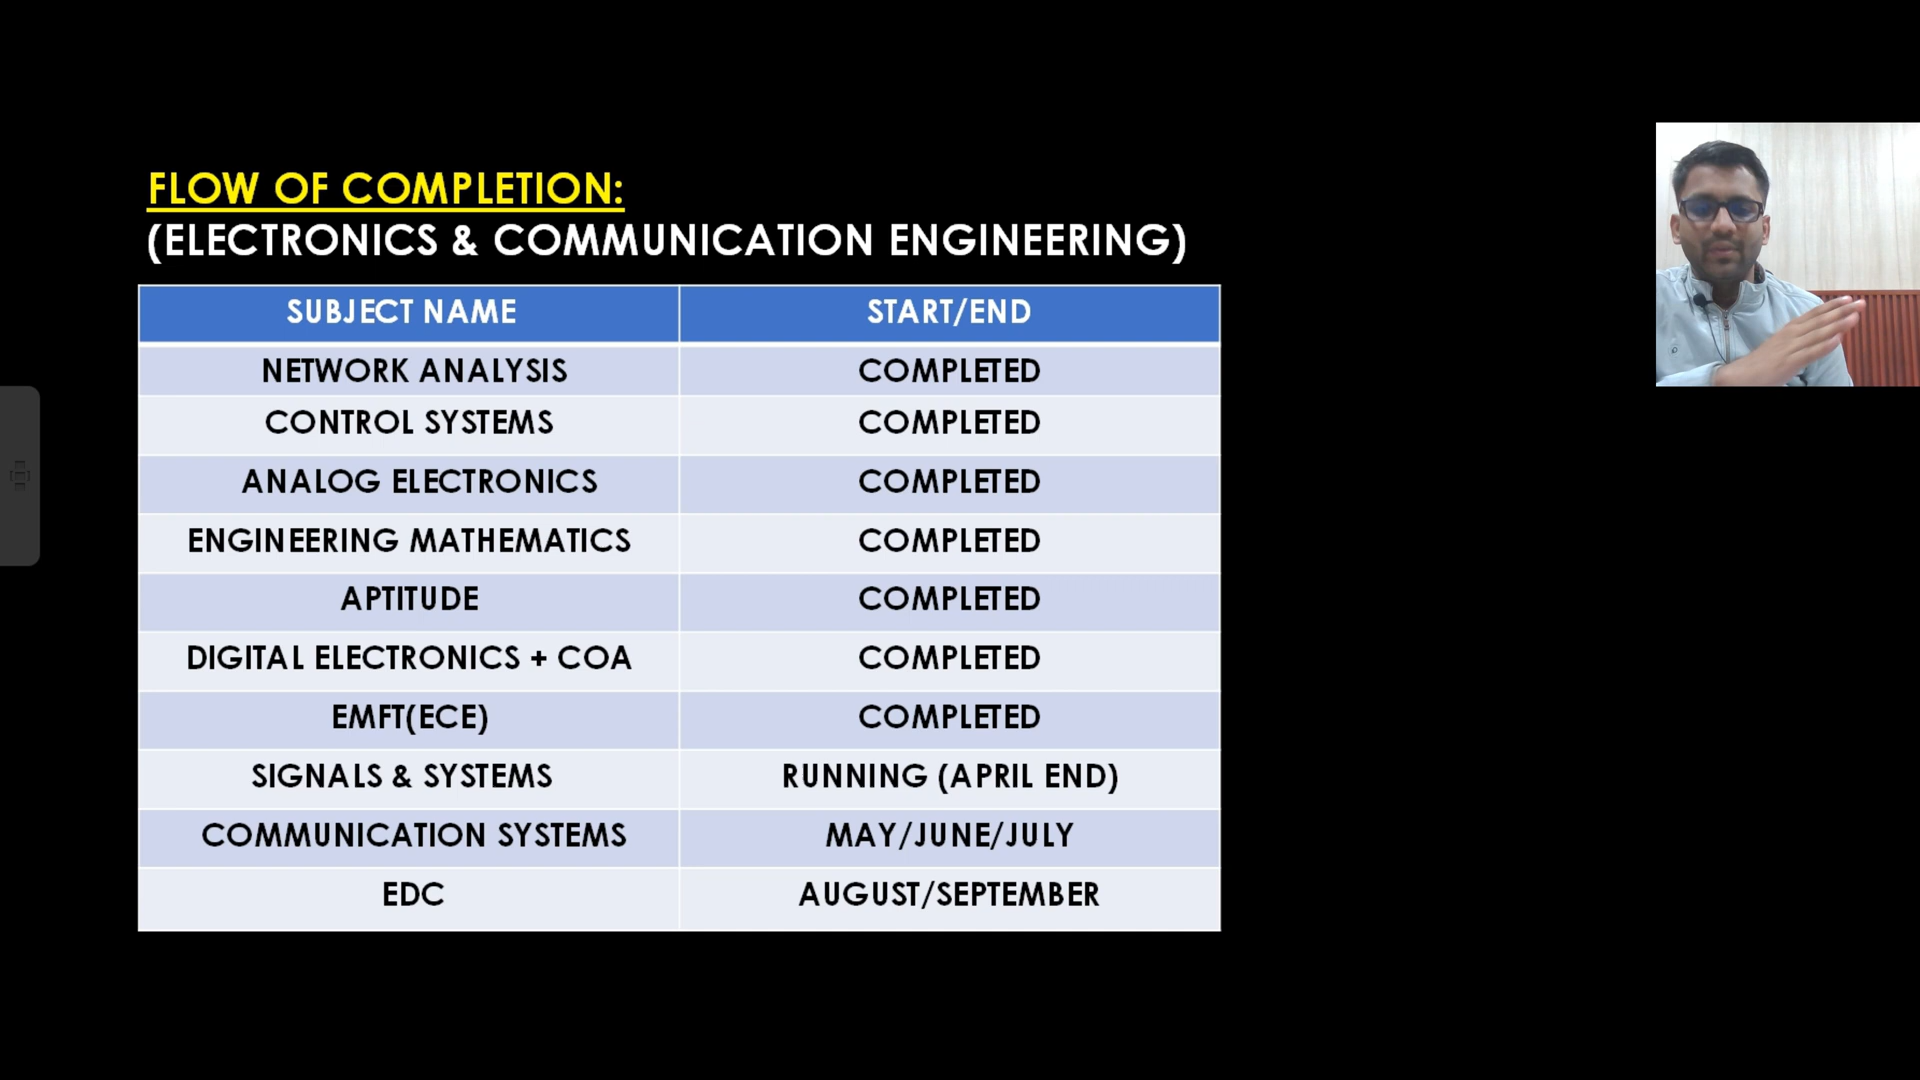 FLOW OF COMPLETION:
(ELECTRONICS & COMMUNICATION ENGINEERING)
SUBJECT NAME START/END
NETWORK ANALYSIS COMPLETED
CONTROL SYSTEMS COMPLETED
ANALOG ELECTRONICS COMPLETED
ENGINEERING MATHEMATICS COMPLETED
APTITUDE COMPLETED
DIGITAL ELECTRONICS + COA COMPLETED
EMFT(ECE) COMPLETED
SIGNALS & SYSTEMS RUNNING (APRIL END)
COMMUNICATION SYSTEMS MAY/JUNE/JULY
EDC AUGUST/SEPTEMBER